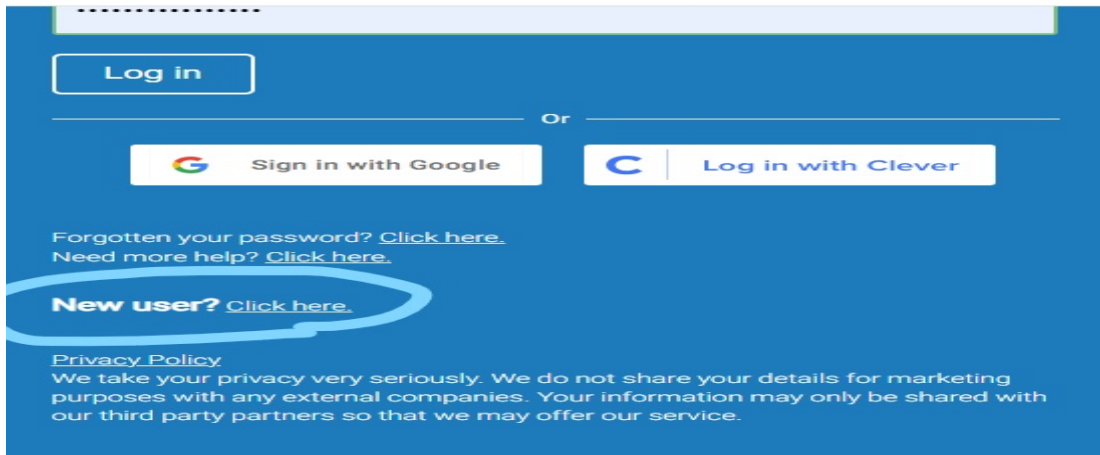 ••••••••••••••••
Log in
Or
Sign in with Google
Log in with Clever
Forgotten your password? Click here.
Need more help? Click here.
New user? Click here.
Privacy Policy
We take your privacy very seriously. We do not share your details for marketing
purposes with any external companies. Your information may only be shared with
our third party partners so that we may offer our service.